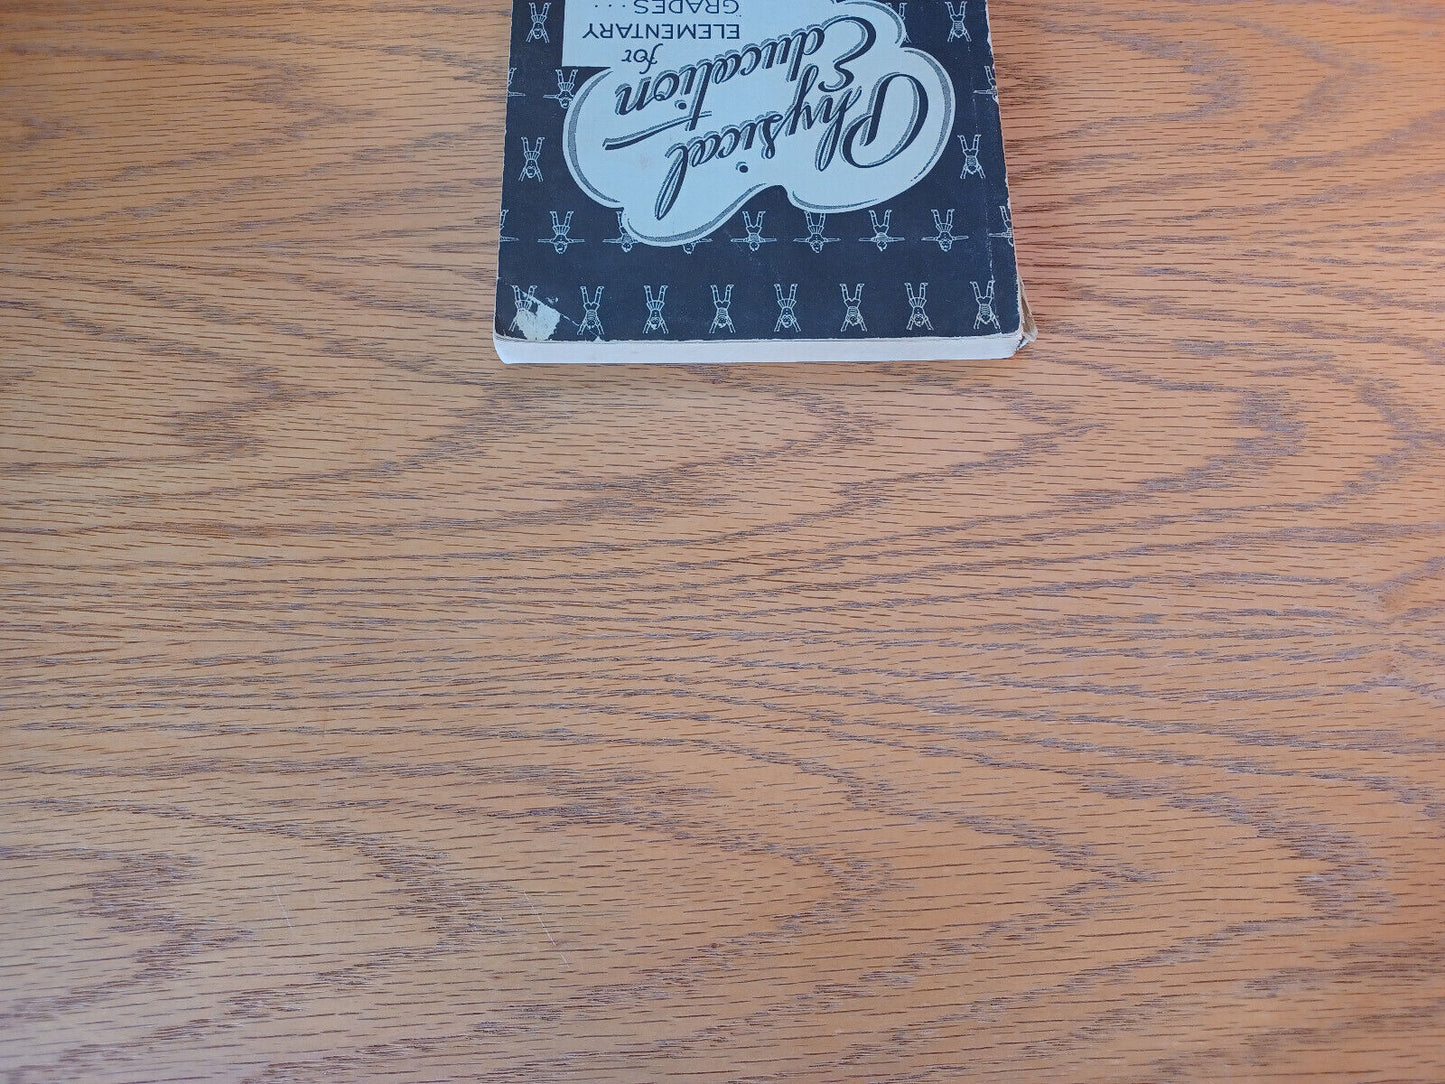 Physical
Education
for
ELEMENTARY
GRADES...